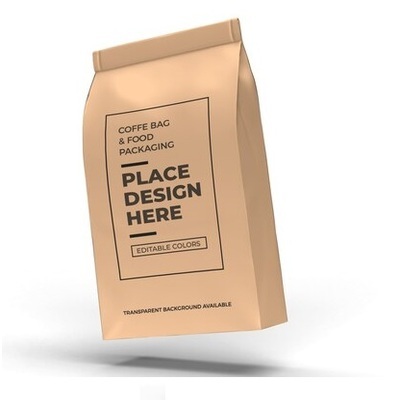 COFFE BAG
& FOOD
PACKAGING
PLACE
DESIGN
HERE
EDITABLE COLORS
TRANSPARENT BACKGROUND AVAILABLE